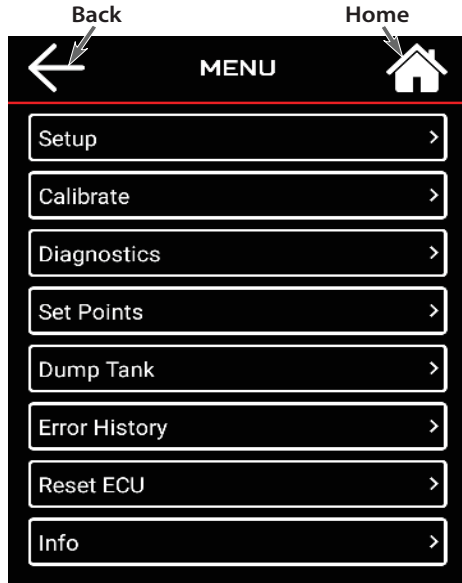 Back Home
MENU
Setup
Calibrate
Diagnostics
Set Points
Dump Tank
Error History
Reset ECU
Info